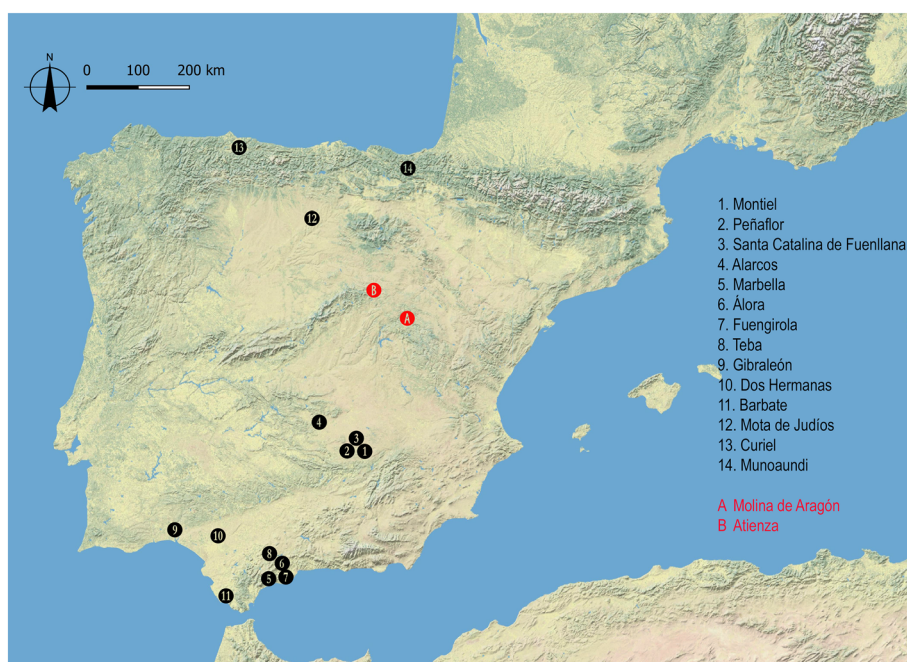 N
0 100 200 km
13
14
12
B
A
4
3
2 1
9
10
8
6
5 7
11
1. Montiel
2. Peñaflor
3. Santa Catalina de Fuenllana
4. Alarcos
5. Marbella
6. Álora
7. Fuengirola
8. Teba
9. Gibraleón
10. Dos Hermanas
11. Barbate
12. Mota de Judíos
13. Curiel
14. Munoaundi
A Molina de Aragón
B Atienza